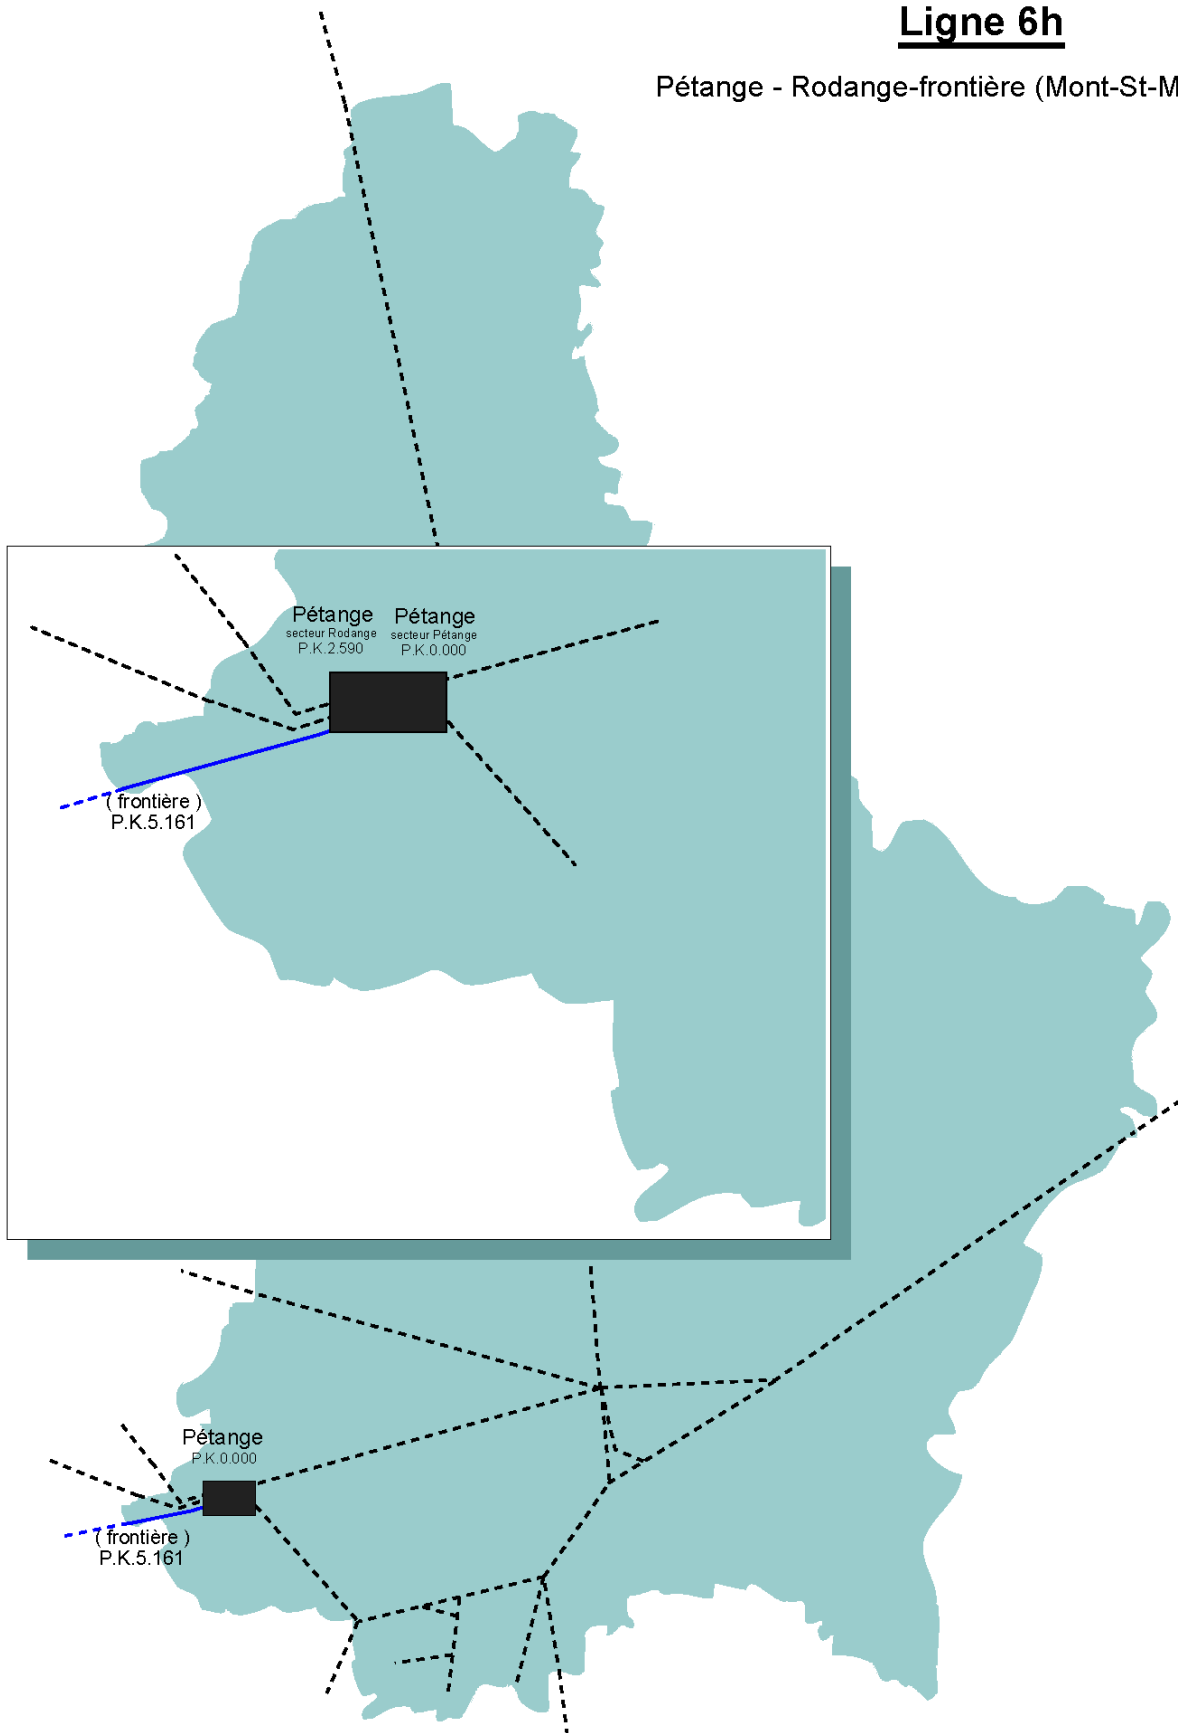 Ligne 6h
Pétange - Rodange-frontière (Mont-St-M
Pétange
secteur Rodange
P.K.2.590
Pétange
secteur Pétange
P.K.0.000
( frontière )
P.K.5.161
Pétange
P.K.0.000
( frontière )
P.K.5.161